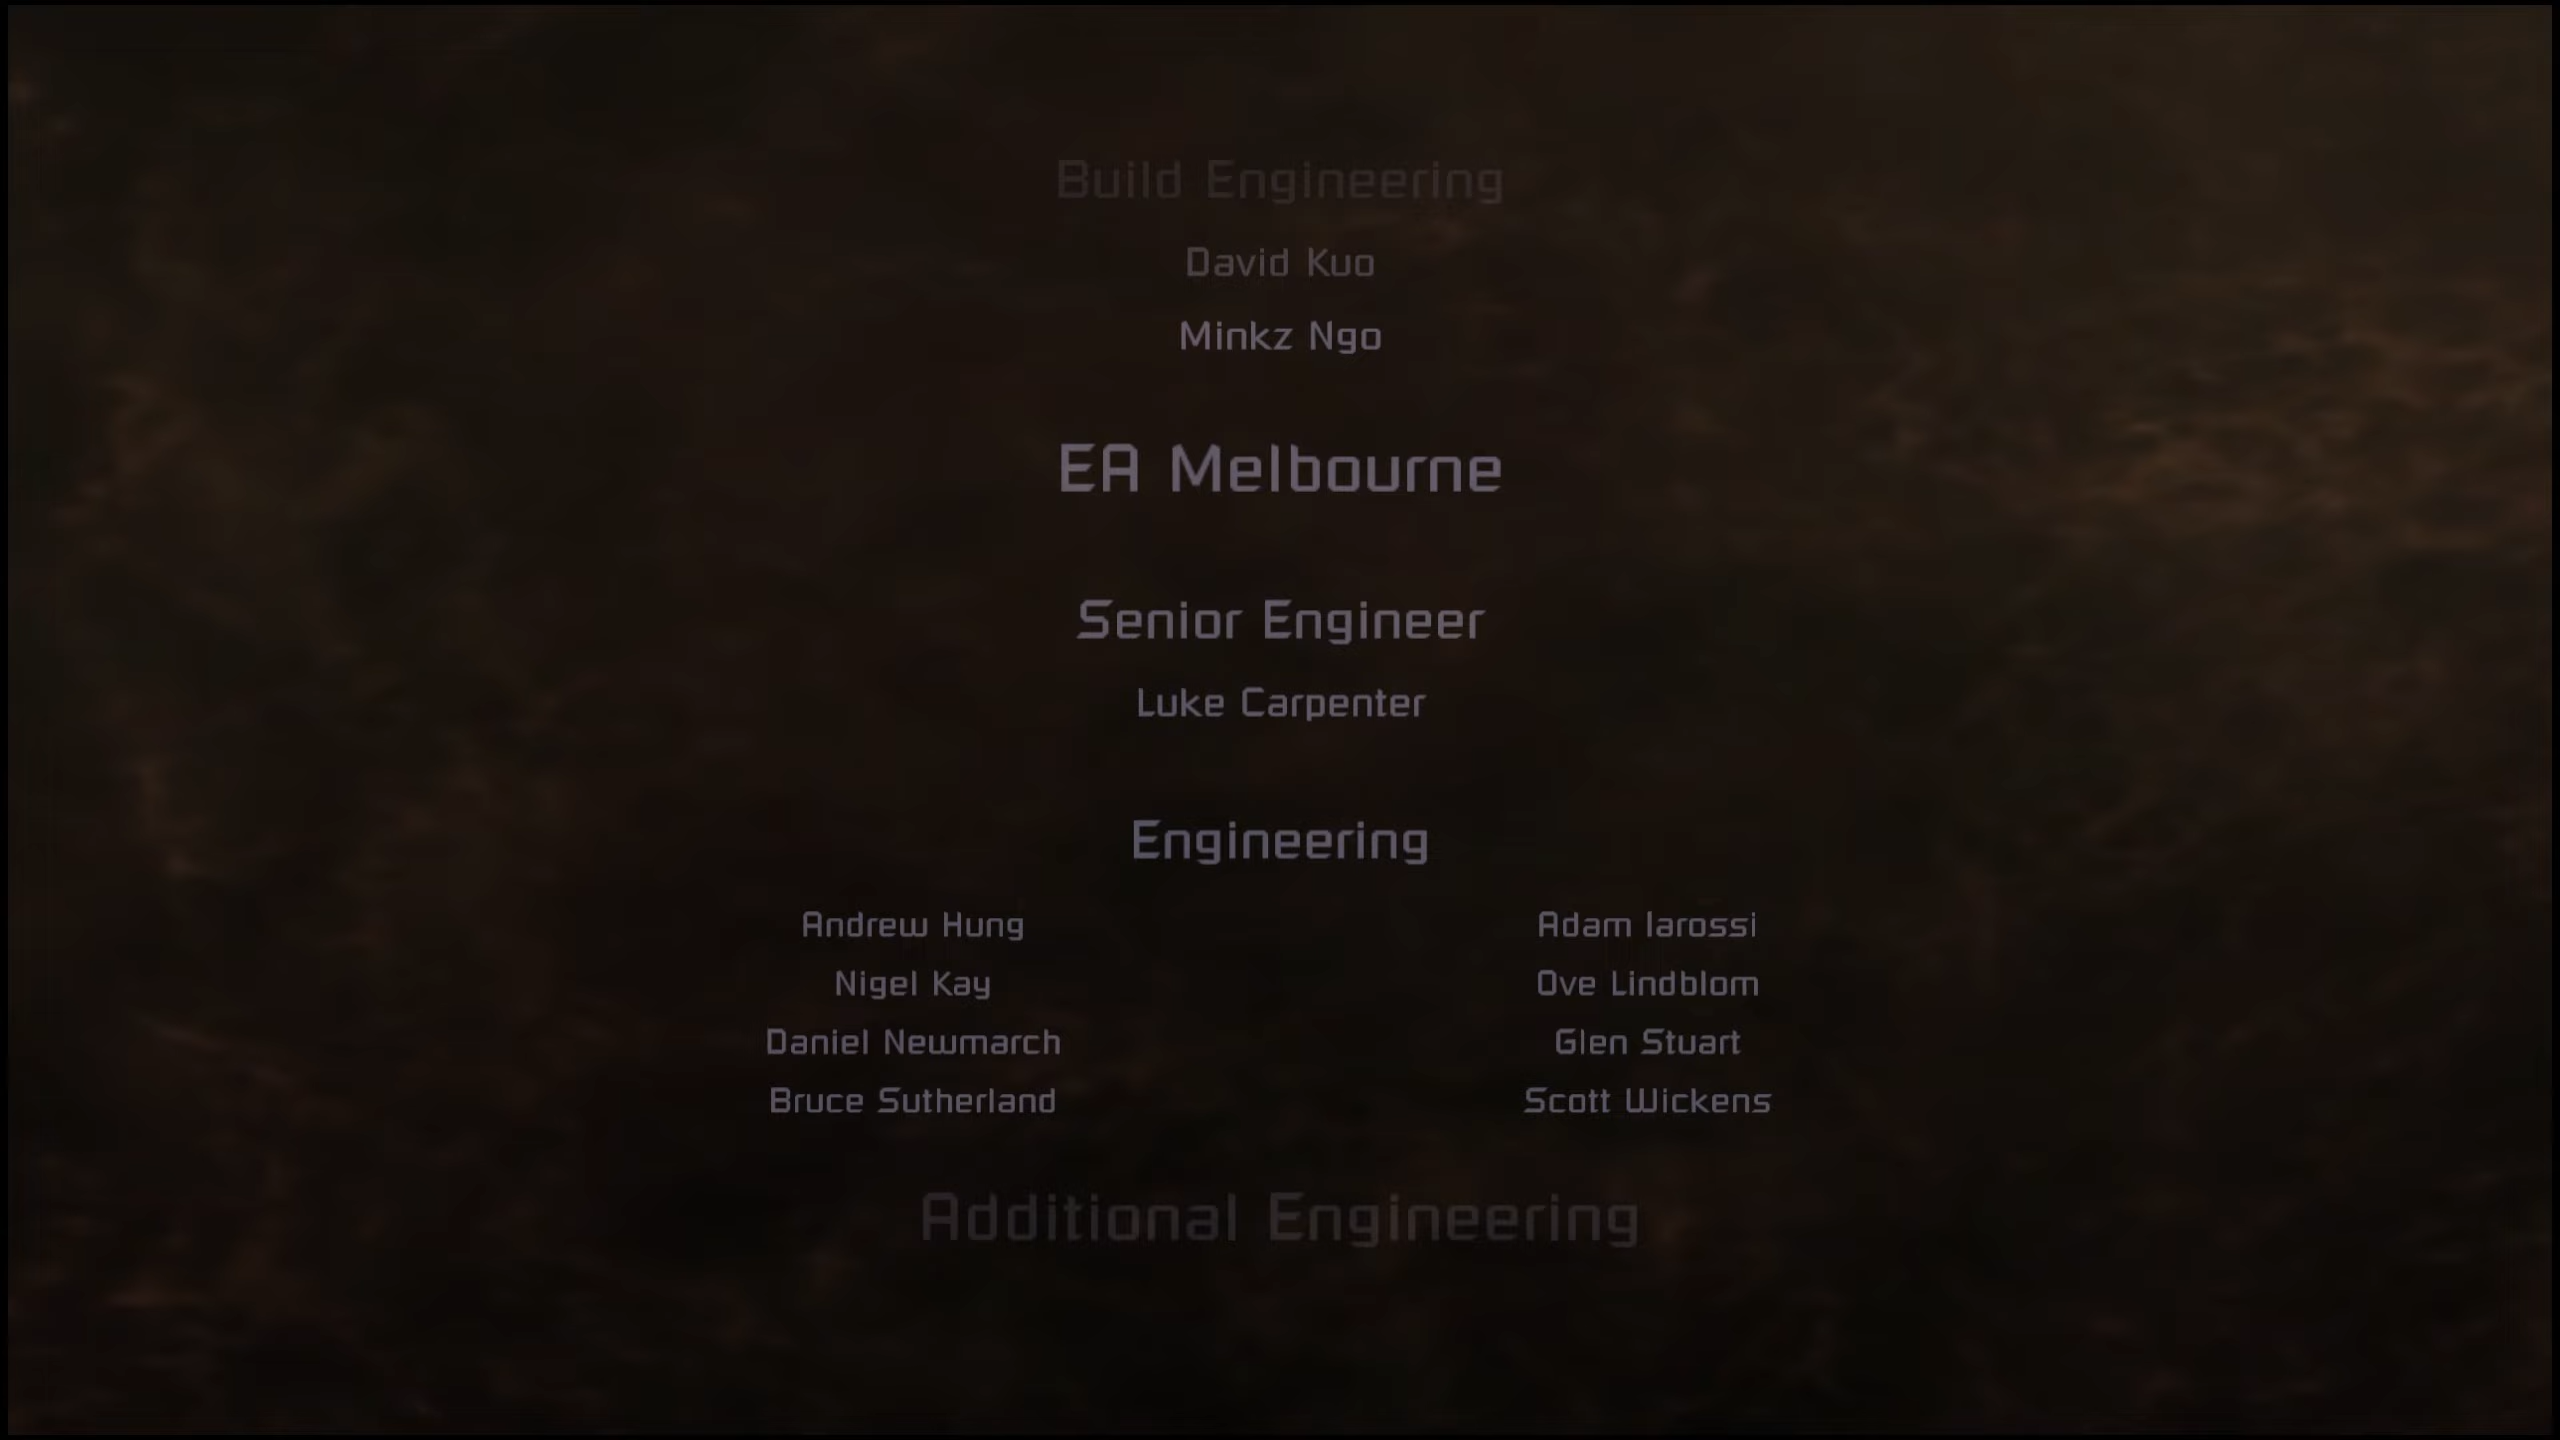 Build Engineering
David Kuo
Minkz Ngo
EA Melbourne
Senior Engineer
Luke Carpenter
Engineering
Andrew Hung
Adam Iarossi
Nigel Kay
Ove Lindblom
Daniel Newmarch
Glen Stuart
Bruce Sutherland
Scott Wickens
Additional Engineering